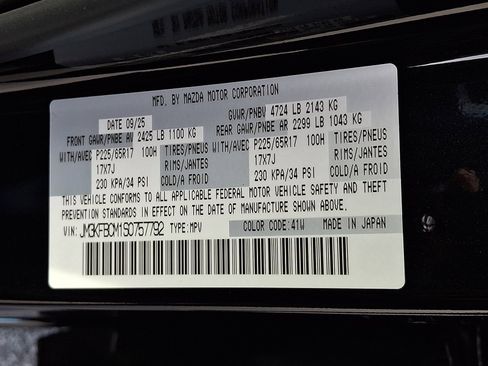 MFD. BY MAZDA MOTOR CORPORATION
DATE 09/25 GVWR/PNBV 4724 LB 2143 KG
FRONT GAWR/PNBE AV 2425 LB 1100 KG REAR GAWR/PNBE AR 2299 LB 1043 KG
WITH/AVEC P225/65R17 100H TIRES/PNEUS WITH/AVEC P225/65R17 100H TIRES/PNEUS
17X7J RIMS/JANTES 17X7J RIMS/JANTES
230 KPA/34 PSI COLD/A FROID 230 KPA/34 PSI COLD/A FROID
THIS VEHICLE CONFORMS TO ALL APPLICABLE FEDERAL MOTOR VEHICLE SAFETY AND THEFT
PREVENTION STANDARDS IN EFFECT ON THE DATE OF MANUFACTURE SHOWN ABOVE.
VIN: JM3KFBCM1S0757792 TYPE: MPV COLOR CODE: 41W MADE IN JAPAN